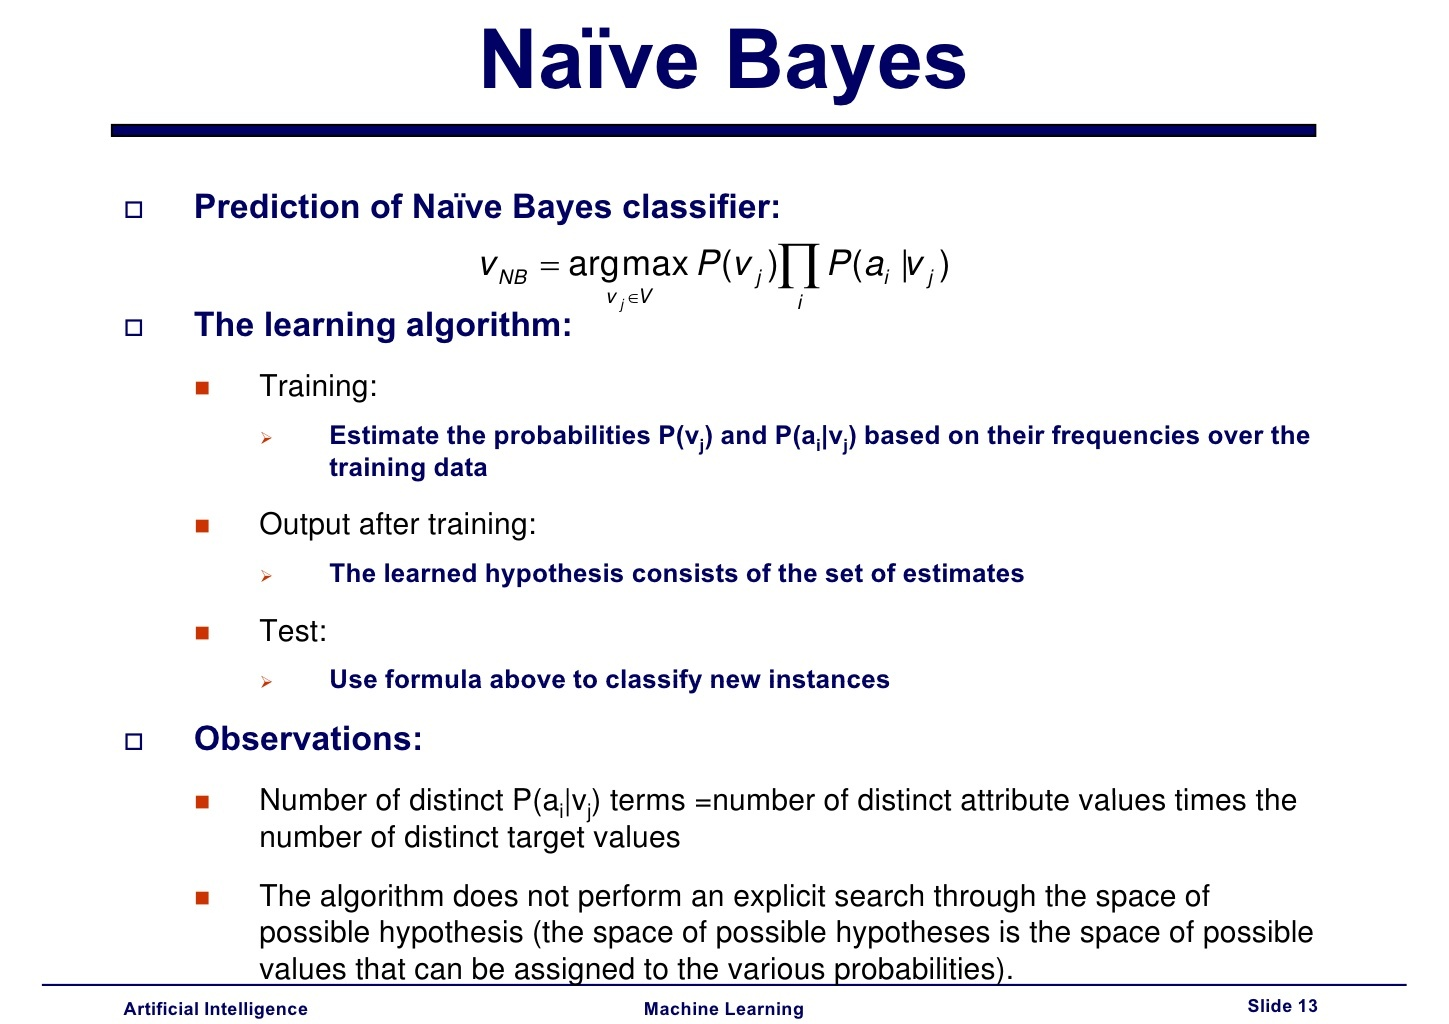 Naïve Bayes
Prediction of Naïve Bayes classifier:
v_NB = argmax_{v_j∈V} P(v_j)∏_i P(a_i |v_j)
The learning algorithm:
Training:
Estimate the probabilities P(v_j) and P(a_i|v_j) based on their frequencies over the
training data
Output after training:
The learned hypothesis consists of the set of estimates
Test:
Use formula above to classify new instances
Observations:
Number of distinct P(a_i|v_j) terms =number of distinct attribute values times the
number of distinct target values
The algorithm does not perform an explicit search through the space of
possible hypothesis (the space of possible hypotheses is the space of possible
values that can be assigned to the various probabilities).
Artificial Intelligence
Machine Learning
Slide 13